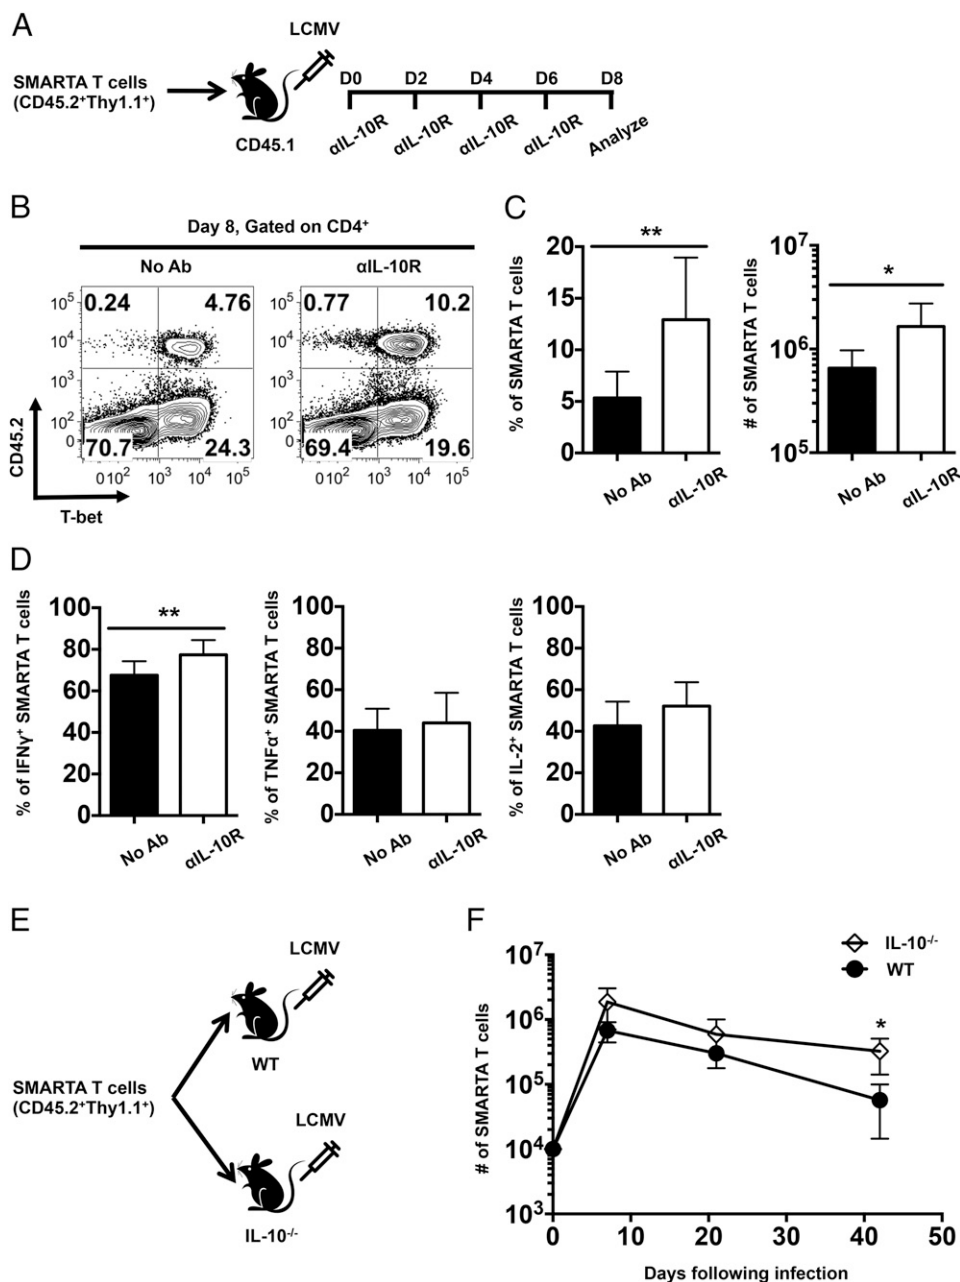 A
LCMV
SMARTA T cells
(CD45.2⁺Thy1.1⁺)
CD45.1
D0 D2 D4 D6 D8
αIL-10R αIL-10R αIL-10R αIL-10R Analyze
B
Day 8, Gated on CD4⁺
No Ab αIL-10R
0.24 4.76
70.7 24.3
0.77 10.2
69.4 19.6
10⁵
10⁴
10³
10²
0
0 10² 10³ 10⁴ 10⁵
10⁵
10⁴
10³
10²
0
0 10² 10³ 10⁴ 10⁵
CD45.2
T-bet
C
% of SMARTA T cells
20
15
10
5
0
**
No Ab αIL-10R
# of SMARTA T cells
10⁷
10⁶
10⁵
*
No Ab αIL-10R
D
% of IFNγ⁺ SMARTA T cells
100
80
60
40
20
0
**
No Ab αIL-10R
% of TNFα⁺ SMARTA T cells
100
80
60
40
20
0
No Ab αIL-10R
% of IL-2⁺ SMARTA T cells
100
80
60
40
20
0
No Ab αIL-10R
E
LCMV
WT
SMARTA T cells
(CD45.2⁺Thy1.1⁺)
LCMV
IL-10⁻/⁻
F
IL-10⁻/⁻
WT
# of SMARTA T cells
10⁷
10⁶
10⁵
10⁴
10³
*
0 10 20 30 40 50
Days following infection